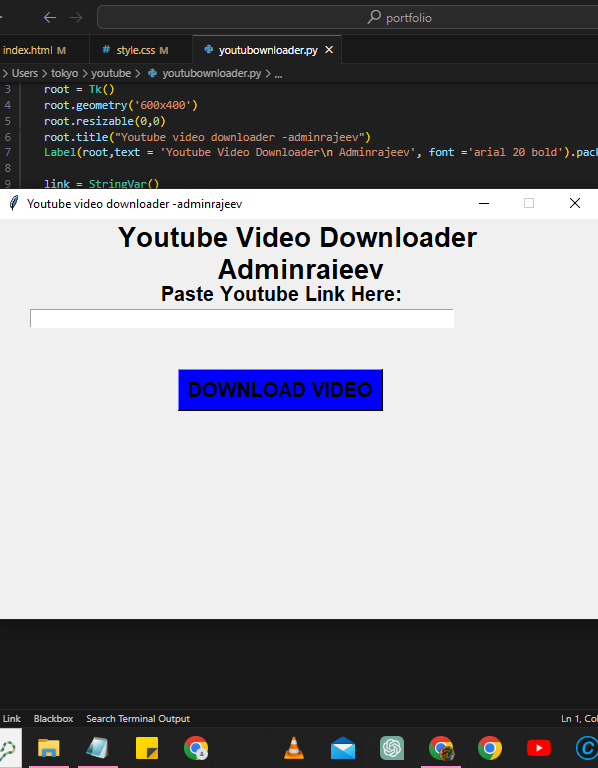 portfolio
index.html M # style.css M youtubownloader.py
Users > tokyo > youtube > youtubownloader.py > ...
3 root = Tk()
4 root.geometry('600x400')
5 root.resizable(0,0)
6 root.title("Youtube video downloader -adminrajeev")
7 Label(root,text = 'Youtube Video Downloader\n Adminrajeev', font ='arial 20 bold').pac
8
9 link = StringVar()
Youtube video downloader -adminrajeev
Youtube Video Downloader
Adminrajeev
Paste Youtube Link Here:
DOWNLOAD VIDEO
Link Blackbox Search Terminal Output Ln 1, Col